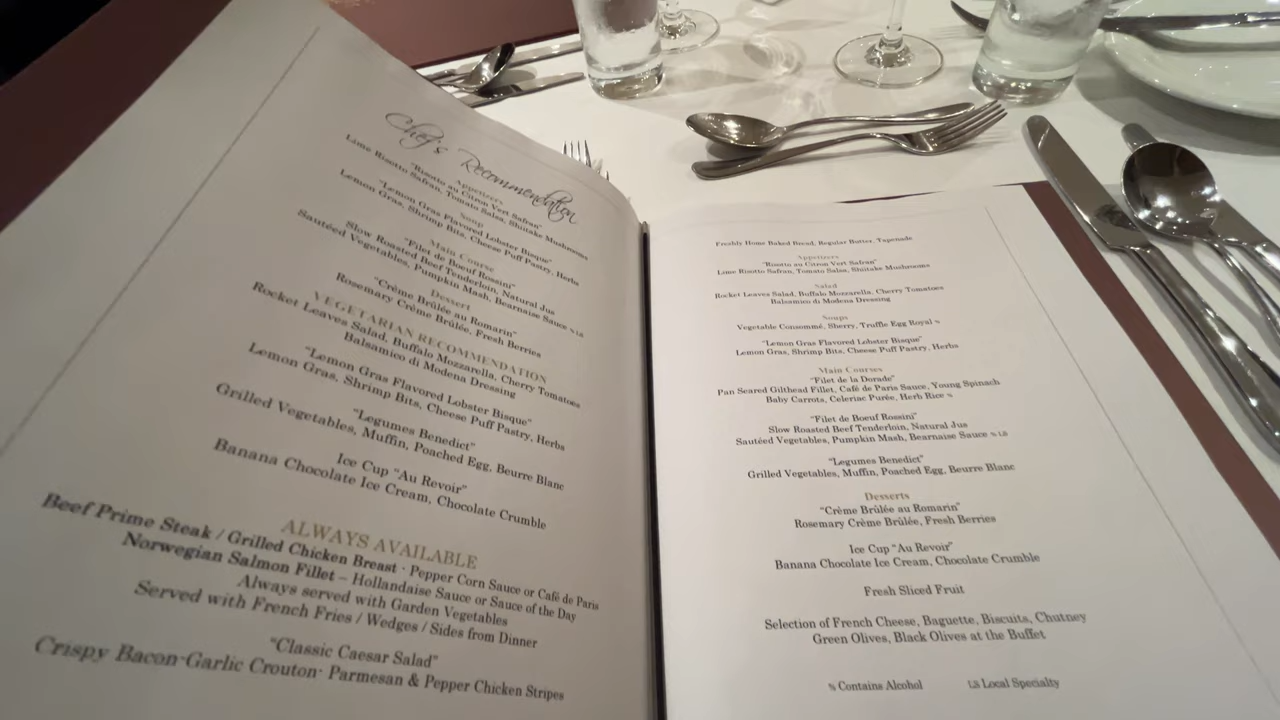 Chef's Recommendation
Appetizers
"Risotto au Citron Vert Safran"
Lime Risotto Safran, Tomato Salsa, Shiitake Mushrooms
Soup
"Lemon Gras Flavored Lobster Bisque"
Lemon Gras, Shrimp Bits, Cheese Puff Pastry, Herbs
Main Course
"Filet de Boeuf Rossini"
Slow Roasted Beef Tenderloin, Natural Jus
Sautéed Vegetables, Pumpkin Mash, Bearnaise Sauce
Dessert
"Crème Brûlée au Romarin"
Rosemary Crème Brûlée, Fresh Berries
VEGETARIAN RECOMMENDATION
Rocket Leaves Salad, Buffalo Mozzarella, Cherry Tomatoes
Balsamico di Modena Dressing
"Lemon Gras Flavored Lobster Bisque"
Lemon Gras, Shrimp Bits, Cheese Puff Pastry, Herbs
"Legumes Benedict"
Grilled Vegetables, Muffin, Poached Egg, Beurre Blanc
Ice Cup "Au Revoir"
Banana Chocolate Ice Cream, Chocolate Crumble
ALWAYS AVAILABLE
Beef Prime Steak / Grilled Chicken Breast · Pepper Corn Sauce or Café de Paris
Norwegian Salmon Fillet – Hollandaise Sauce or Sauce of the Day
Always served with Garden Vegetables
Served with French Fries / Wedges / Sides from Dinner
"Classic Caesar Salad"
Crispy Bacon·Garlic Crouton· Parmesan & Pepper Chicken Stripes
Freshly Home Baked Bread, Regular Butter, Tapenade
Appetizers
"Risotto au Citron Vert Safran"
Lime Risotto Safran, Tomato Salsa, Shiitake Mushrooms
Salad
Rocket Leaves Salad, Buffalo Mozzarella, Cherry Tomatoes
Balsamico di Modena Dressing
Soups
Vegetable Consommé, Sherry, Truffle Egg Royal %
"Lemon Gras Flavored Lobster Bisque"
Lemon Gras, Shrimp Bits, Cheese Puff Pastry, Herbs
Main Courses
"Filet de la Dorade"
Pan Seared Gilthead Fillet, Café de Paris Sauce, Young Spinach
Baby Carrots, Celeriac Purée, Herb Rice %
"Filet de Boeuf Rossini"
Slow Roasted Beef Tenderloin, Natural Jus
Sautéed Vegetables, Pumpkin Mash, Bearnaise Sauce % LS
"Legumes Benedict"
Grilled Vegetables, Muffin, Poached Egg, Beurre Blanc
Desserts
"Crème Brûlée au Romarin"
Rosemary Crème Brûlée, Fresh Berries
Ice Cup "Au Revoir"
Banana Chocolate Ice Cream, Chocolate Crumble
Fresh Sliced Fruit
Selection of French Cheese, Baguette, Biscuits, Chutney
Green Olives, Black Olives at the Buffet
% Contains Alcohol LS Local Specialty